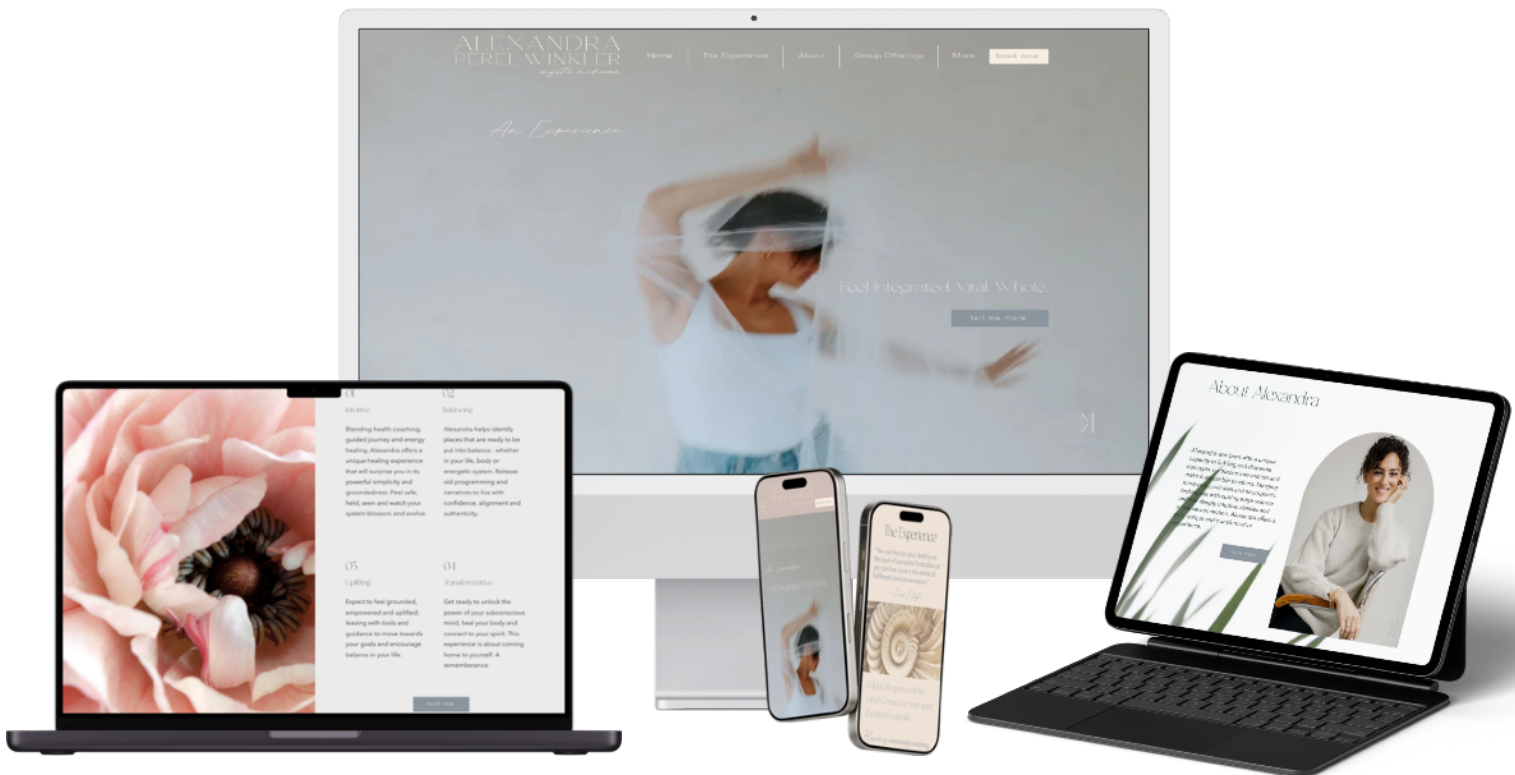 ALEXANDRA
PEREL WINKLER
mystic medicine
Home
The Experience
About
Group Offerings
More
book now
An Experience
Feel Integrated. Vital. Whole.
tell me more
01
Intuitive
Blending health coaching,
guided journey and energy
healing, Alexandra offers a
unique healing experience
that will surprise you in its
powerful simplicity and
groundedness. Feel safe,
held, seen and watch your
system blossom and evolve.
02
Balancing
Alexandra helps identify
places that are ready to be
put into balance - whether
in your life, body or
energetic system. Release
old programming and
narratives to live with
confidence, alignment and
authenticity.
03
Uplifting
Expect to feel grounded,
empowered and uplifted;
leaving with tools and
guidance to move towards
your goals and encourage
balance in your life.
04
Transformative
Get ready to unlock the
power of your subconscious
mind, heal your body and
connect to your spirit. This
experience is about coming
home to yourself. A
rememberance.
book now
An Experience
The Experience
About Alexandra